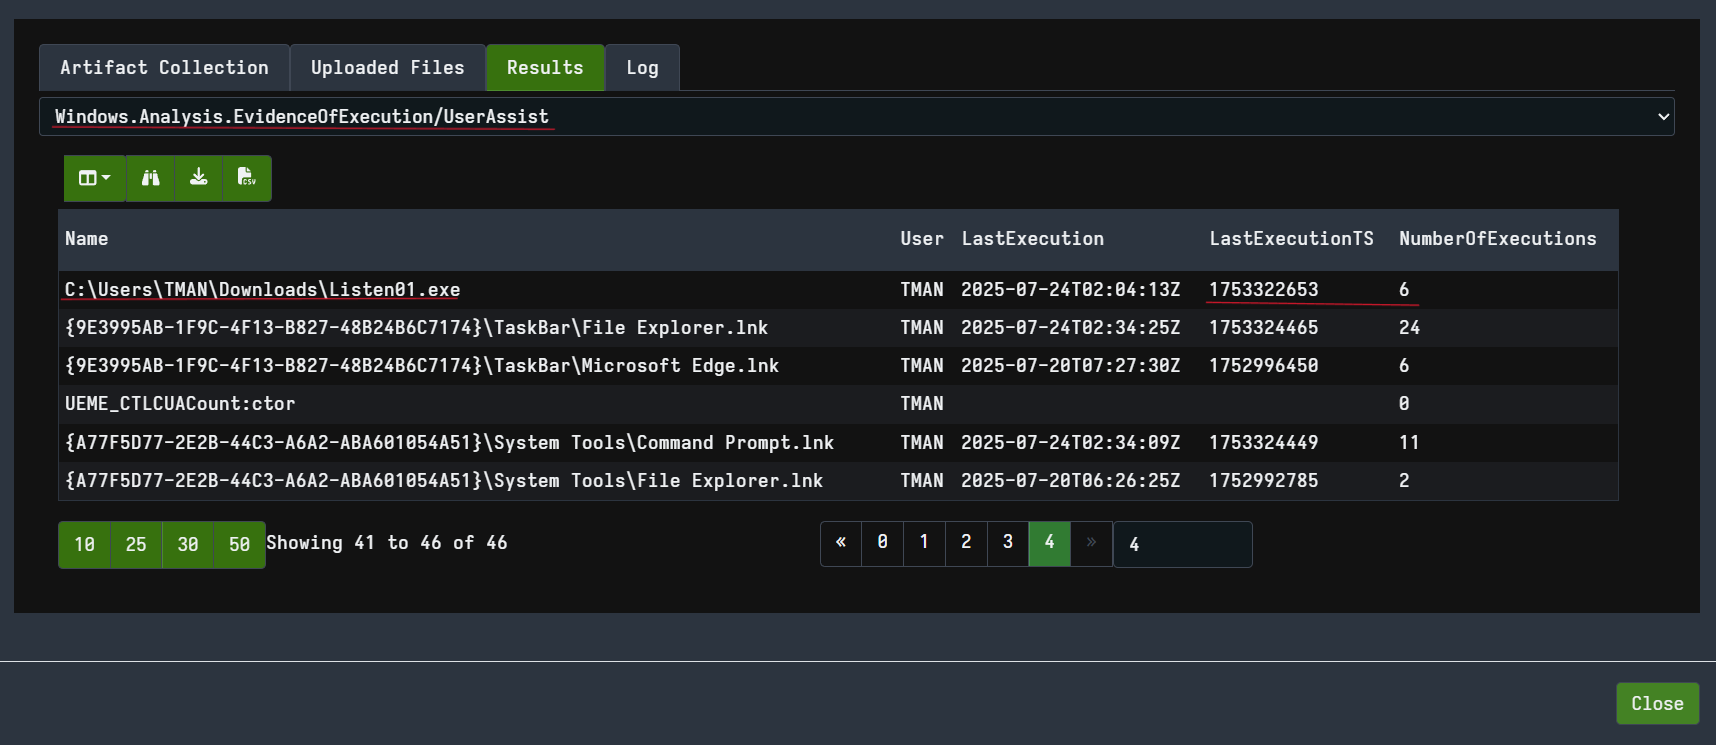 Artifact Collection Uploaded Files Results Log
Windows.Analysis.EvidenceOfExecution/UserAssist
CSV
Name User LastExecution LastExecutionTS NumberOfExecutions
C:\Users\TMAN\Downloads\Listen01.exe TMAN 2025-07-24T02:04:13Z 1753322653 6
{9E3995AB-1F9C-4F13-B827-48B24B6C7174}\TaskBar\File Explorer.lnk TMAN 2025-07-24T02:34:25Z 1753324465 24
{9E3995AB-1F9C-4F13-B827-48B24B6C7174}\TaskBar\Microsoft Edge.lnk TMAN 2025-07-20T07:27:30Z 1752996450 6
UEME_CTLCUACount:ctor TMAN 0
{A77F5D77-2E2B-44C3-A6A2-ABA601054A51}\System Tools\Command Prompt.lnk TMAN 2025-07-24T02:34:09Z 1753324449 11
{A77F5D77-2E2B-44C3-A6A2-ABA601054A51}\System Tools\File Explorer.lnk TMAN 2025-07-20T06:26:25Z 1752992785 2
10 25 30 50 Showing 41 to 46 of 46 « 0 1 2 3 4 » 4
Close